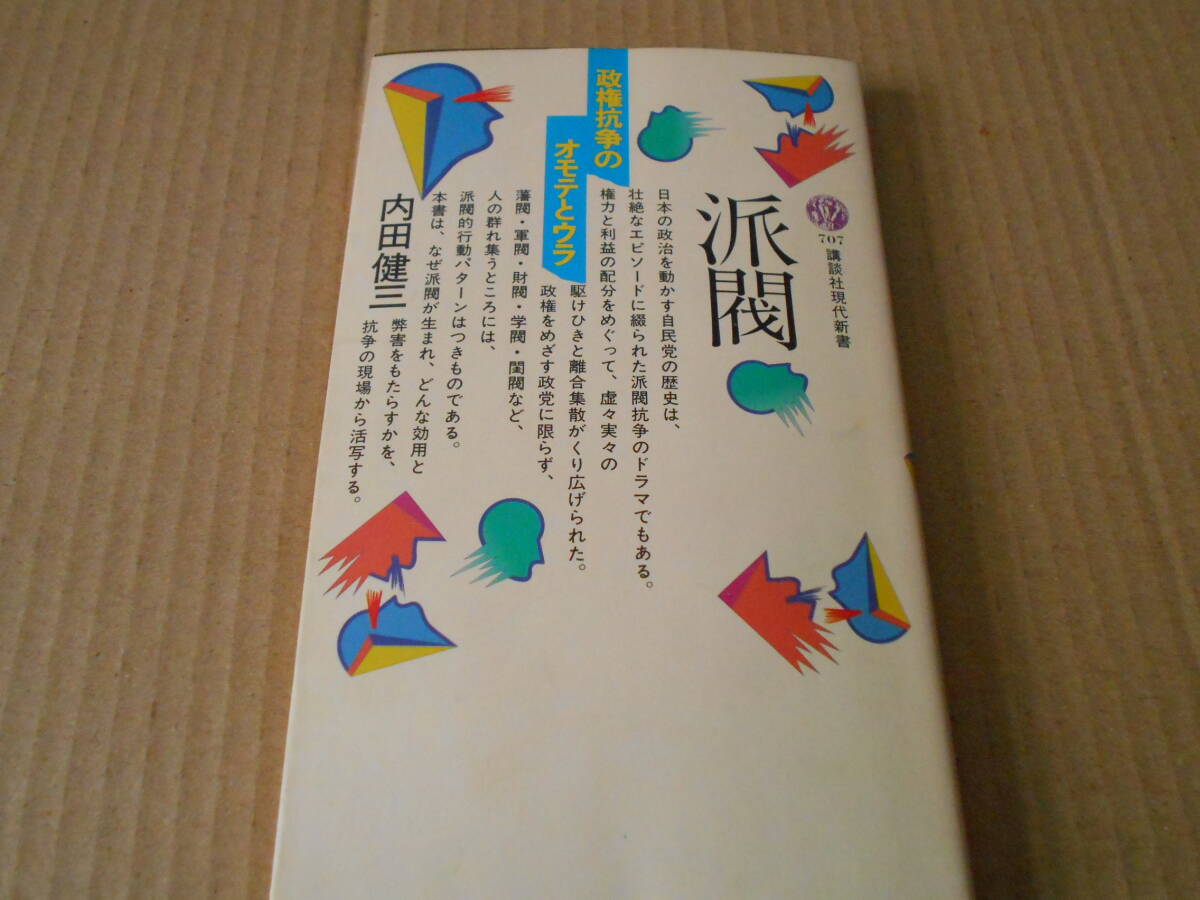 707
講談社現代新書
派閥
政権抗争の
オモテとウラ
日本の政治を動かす自民党の歴史は、
壮絶なエピソードに綴られた派閥抗争のドラマでもある。
権力と利益の配分をめぐって、虚々実々の
駆けひきと離合集散がくり広げられた。
政権をめざす政党に限らず、
藩閥・軍閥・財閥・学閥・閨閥など、
人の群れ集うところには、
派閥的行動パターンはつきものである。
本書は、なぜ派閥が生まれ、どんな効用と
弊害をもたらすかを、
抗争の現場から活写する。
内田健三